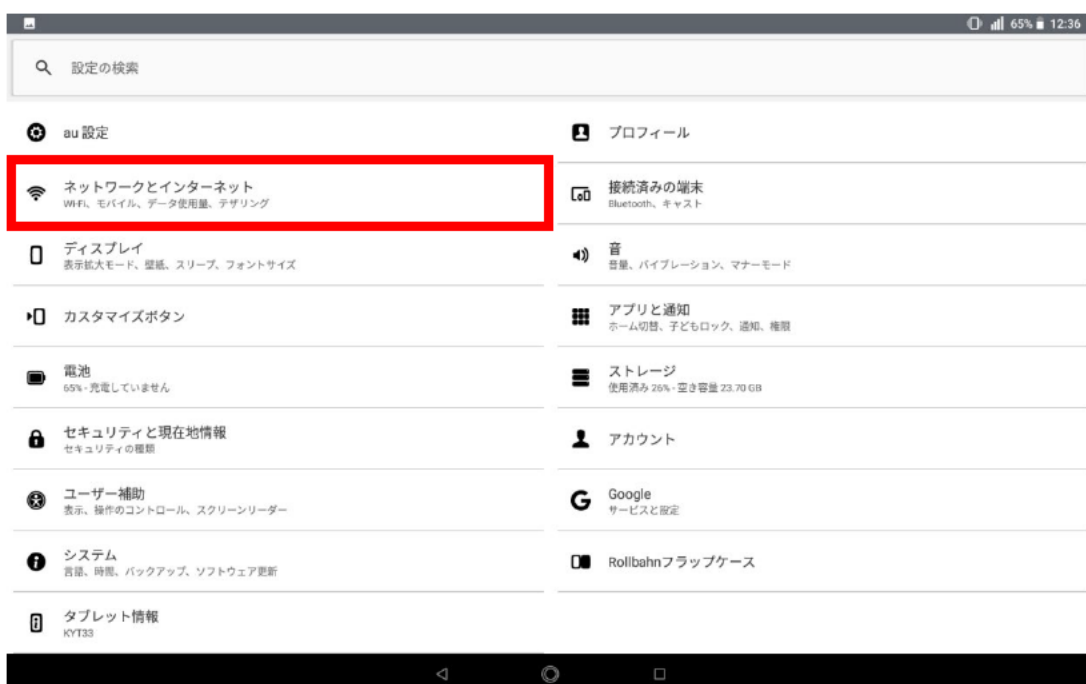 65% 12:36
設定の検索
au 設定
ネットワークとインターネット
Wi-Fi、モバイル、データ使用量、テザリング
ディスプレイ
表示拡大モード、壁紙、スリープ、フォントサイズ
カスタマイズボタン
電池
65% - 充電していません
セキュリティと現在地情報
セキュリティの種類
ユーザー補助
表示、操作のコントロール、スクリーンリーダー
システム
言語、時間、バックアップ、ソフトウェア更新
タブレット情報
KYT33
プロフィール
接続済みの端末
Bluetooth、キャスト
音
音量、バイブレーション、マナーモード
アプリと通知
ホーム切替、子どもロック、通知、権限
ストレージ
使用済み 26% - 空き容量 23.70 GB
アカウント
Google
サービスと設定
Rollbahnフラップケース